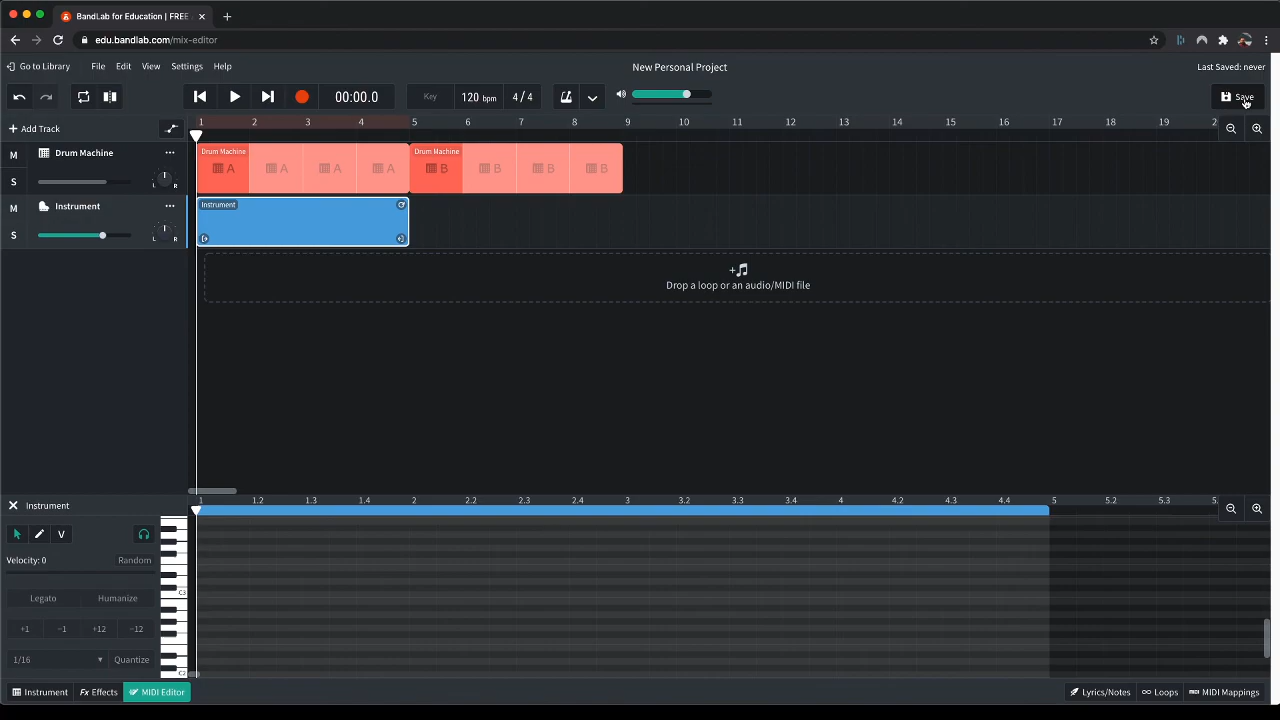 BandLab for Education | FREE
edu.bandlab.com/mix-editor
Go to Library File Edit View Settings Help New Personal Project Last Saved: never
00:00.0 Key 120 bpm 4/4 Save
Add Track 1 2 3 4 5 6 7 8 9 10 11 12 13 14 15 16 17 18 19 2
M Drum Machine
S L R
Drum Machine A A A A Drum Machine B B B B
M Instrument
S L R
Instrument
Drop a loop or an audio/MIDI file
Instrument 1 1.2 1.3 1.4 2 2.2 2.3 2.4 3 3.2 3.3 3.4 4 4.2 4.3 4.4 5 5.2 5.3 5.
V
Velocity: 0 Random
C3
Legato Humanize
+1 −1 +12 −12
1/16 Quantize
C2
Instrument Fx Effects MIDI Editor Lyrics/Notes Loops MIDI Mappings